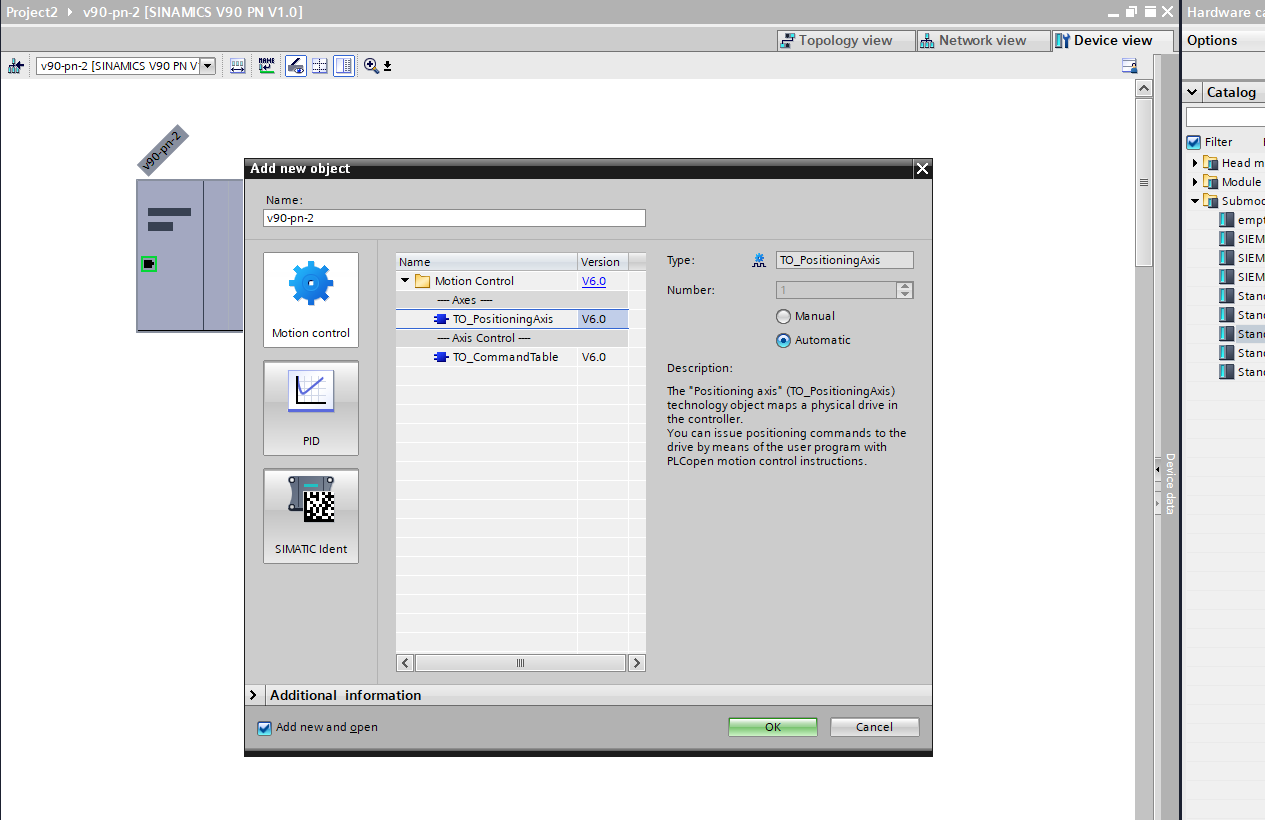 Project2 ▸ v90-pn-2 [SINAMICS V90 PN V1.0]
Hardware ca
Topology view
Network view
Device view
Options
v90-pn-2 [SINAMICS V90 PN V
NAME
Catalog
Filter
Head m
Module
Submod
empt
SIEM
SIEM
SIEM
Stand
Stand
Stand
Stand
Stand
v90-pn-2
Device data
Add new object
Name:
v90-pn-2
Motion control
PID
SIMATIC Ident
Name Version
Motion Control V6.0
--- Axes ---
TO_PositioningAxis V6.0
--- Axis Control ---
TO_CommandTable V6.0
Type: TO_PositioningAxis
Number: 1
Manual
Automatic
Description:
The "Positioning axis" (TO_PositioningAxis)
technology object maps a physical drive in
the controller.
You can issue positioning commands to the
drive by means of the user program with
PLCopen motion control instructions.
Additional information
Add new and open
OK
Cancel